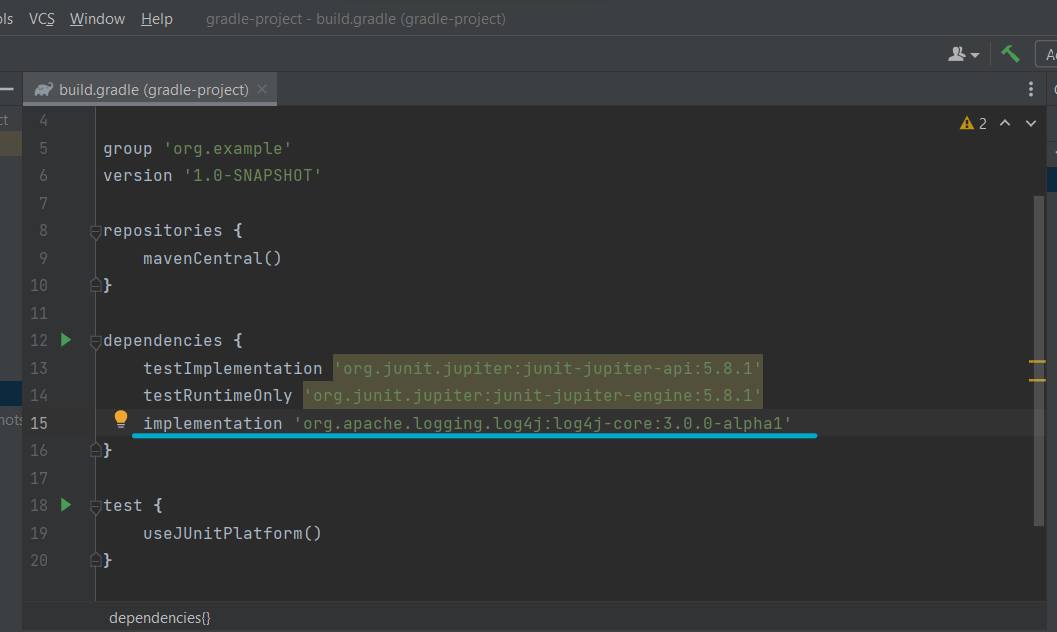 ols VCS Window Help gradle-project - build.gradle (gradle-project)
build.gradle (gradle-project)
2
4
5 group 'org.example'
6 version '1.0-SNAPSHOT'
7
8 repositories {
9 mavenCentral()
10 }
11
12 dependencies {
13 testImplementation 'org.junit.jupiter:junit-jupiter-api:5.8.1'
14 testRuntimeOnly 'org.junit.jupiter:junit-jupiter-engine:5.8.1'
15 implementation 'org.apache.logging.log4j:log4j-core:3.0.0-alpha1'
16 }
17
18 test {
19 useJUnitPlatform()
20 }
dependencies{}